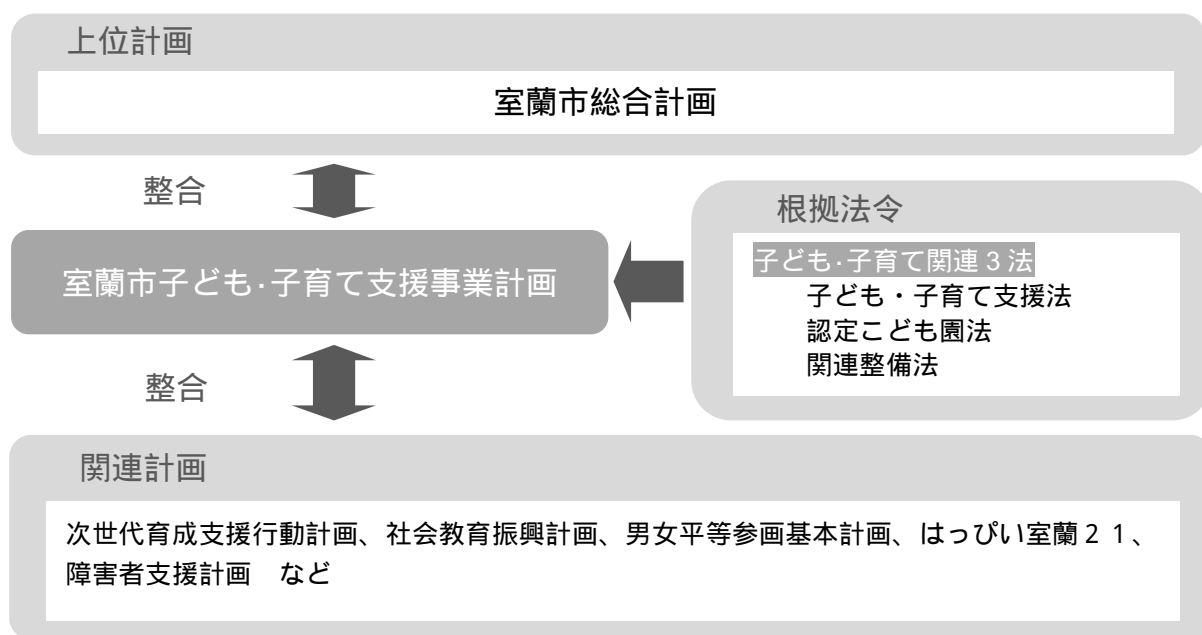 上位計画
室蘭市総合計画
整合
根拠法令
子ども・子育て関連３法
子ども・子育て支援法
認定こども園法
関連整備法
室蘭市子ども・子育て支援事業計画
整合
関連計画
次世代育成支援行動計画、社会教育振興計画、男女平等参画基本計画、はっぴい室蘭２１、
障害者支援計画　など